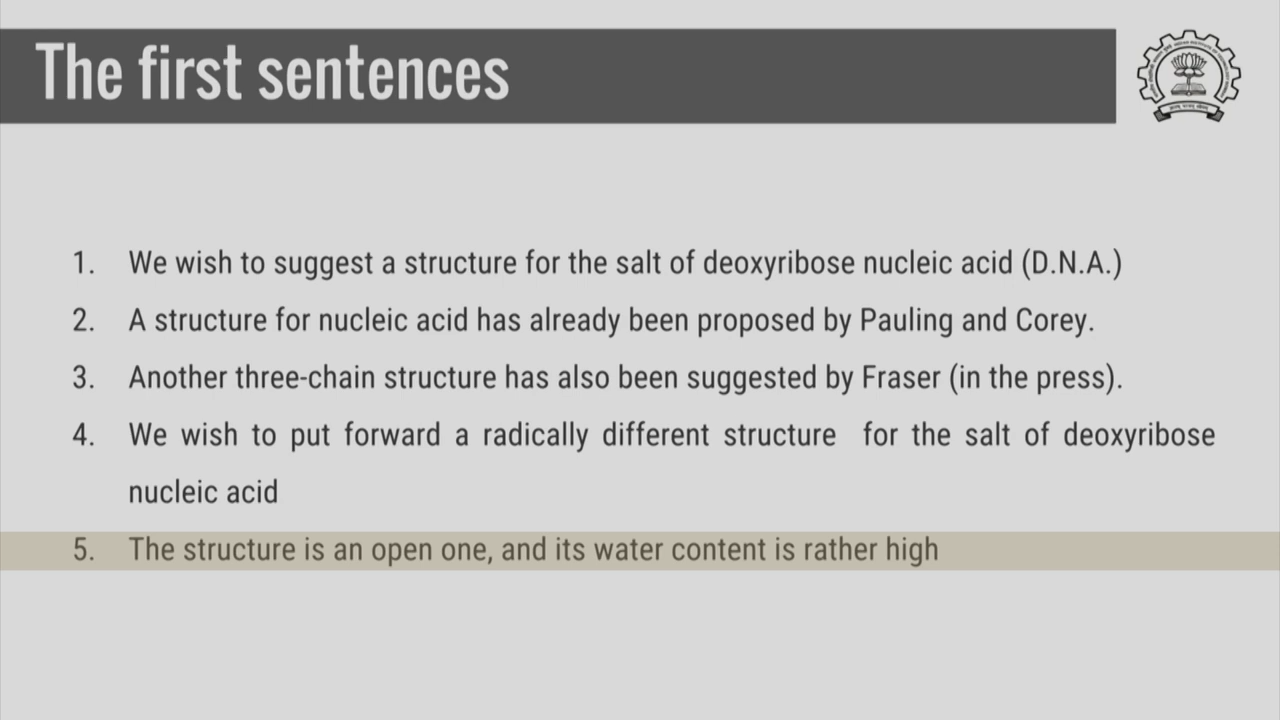 The first sentences
1. We wish to suggest a structure for the salt of deoxyribose nucleic acid (D.N.A.)
2. A structure for nucleic acid has already been proposed by Pauling and Corey.
3. Another three-chain structure has also been suggested by Fraser (in the press).
4. We wish to put forward a radically different structure for the salt of deoxyribose
nucleic acid
5. The structure is an open one, and its water content is rather high